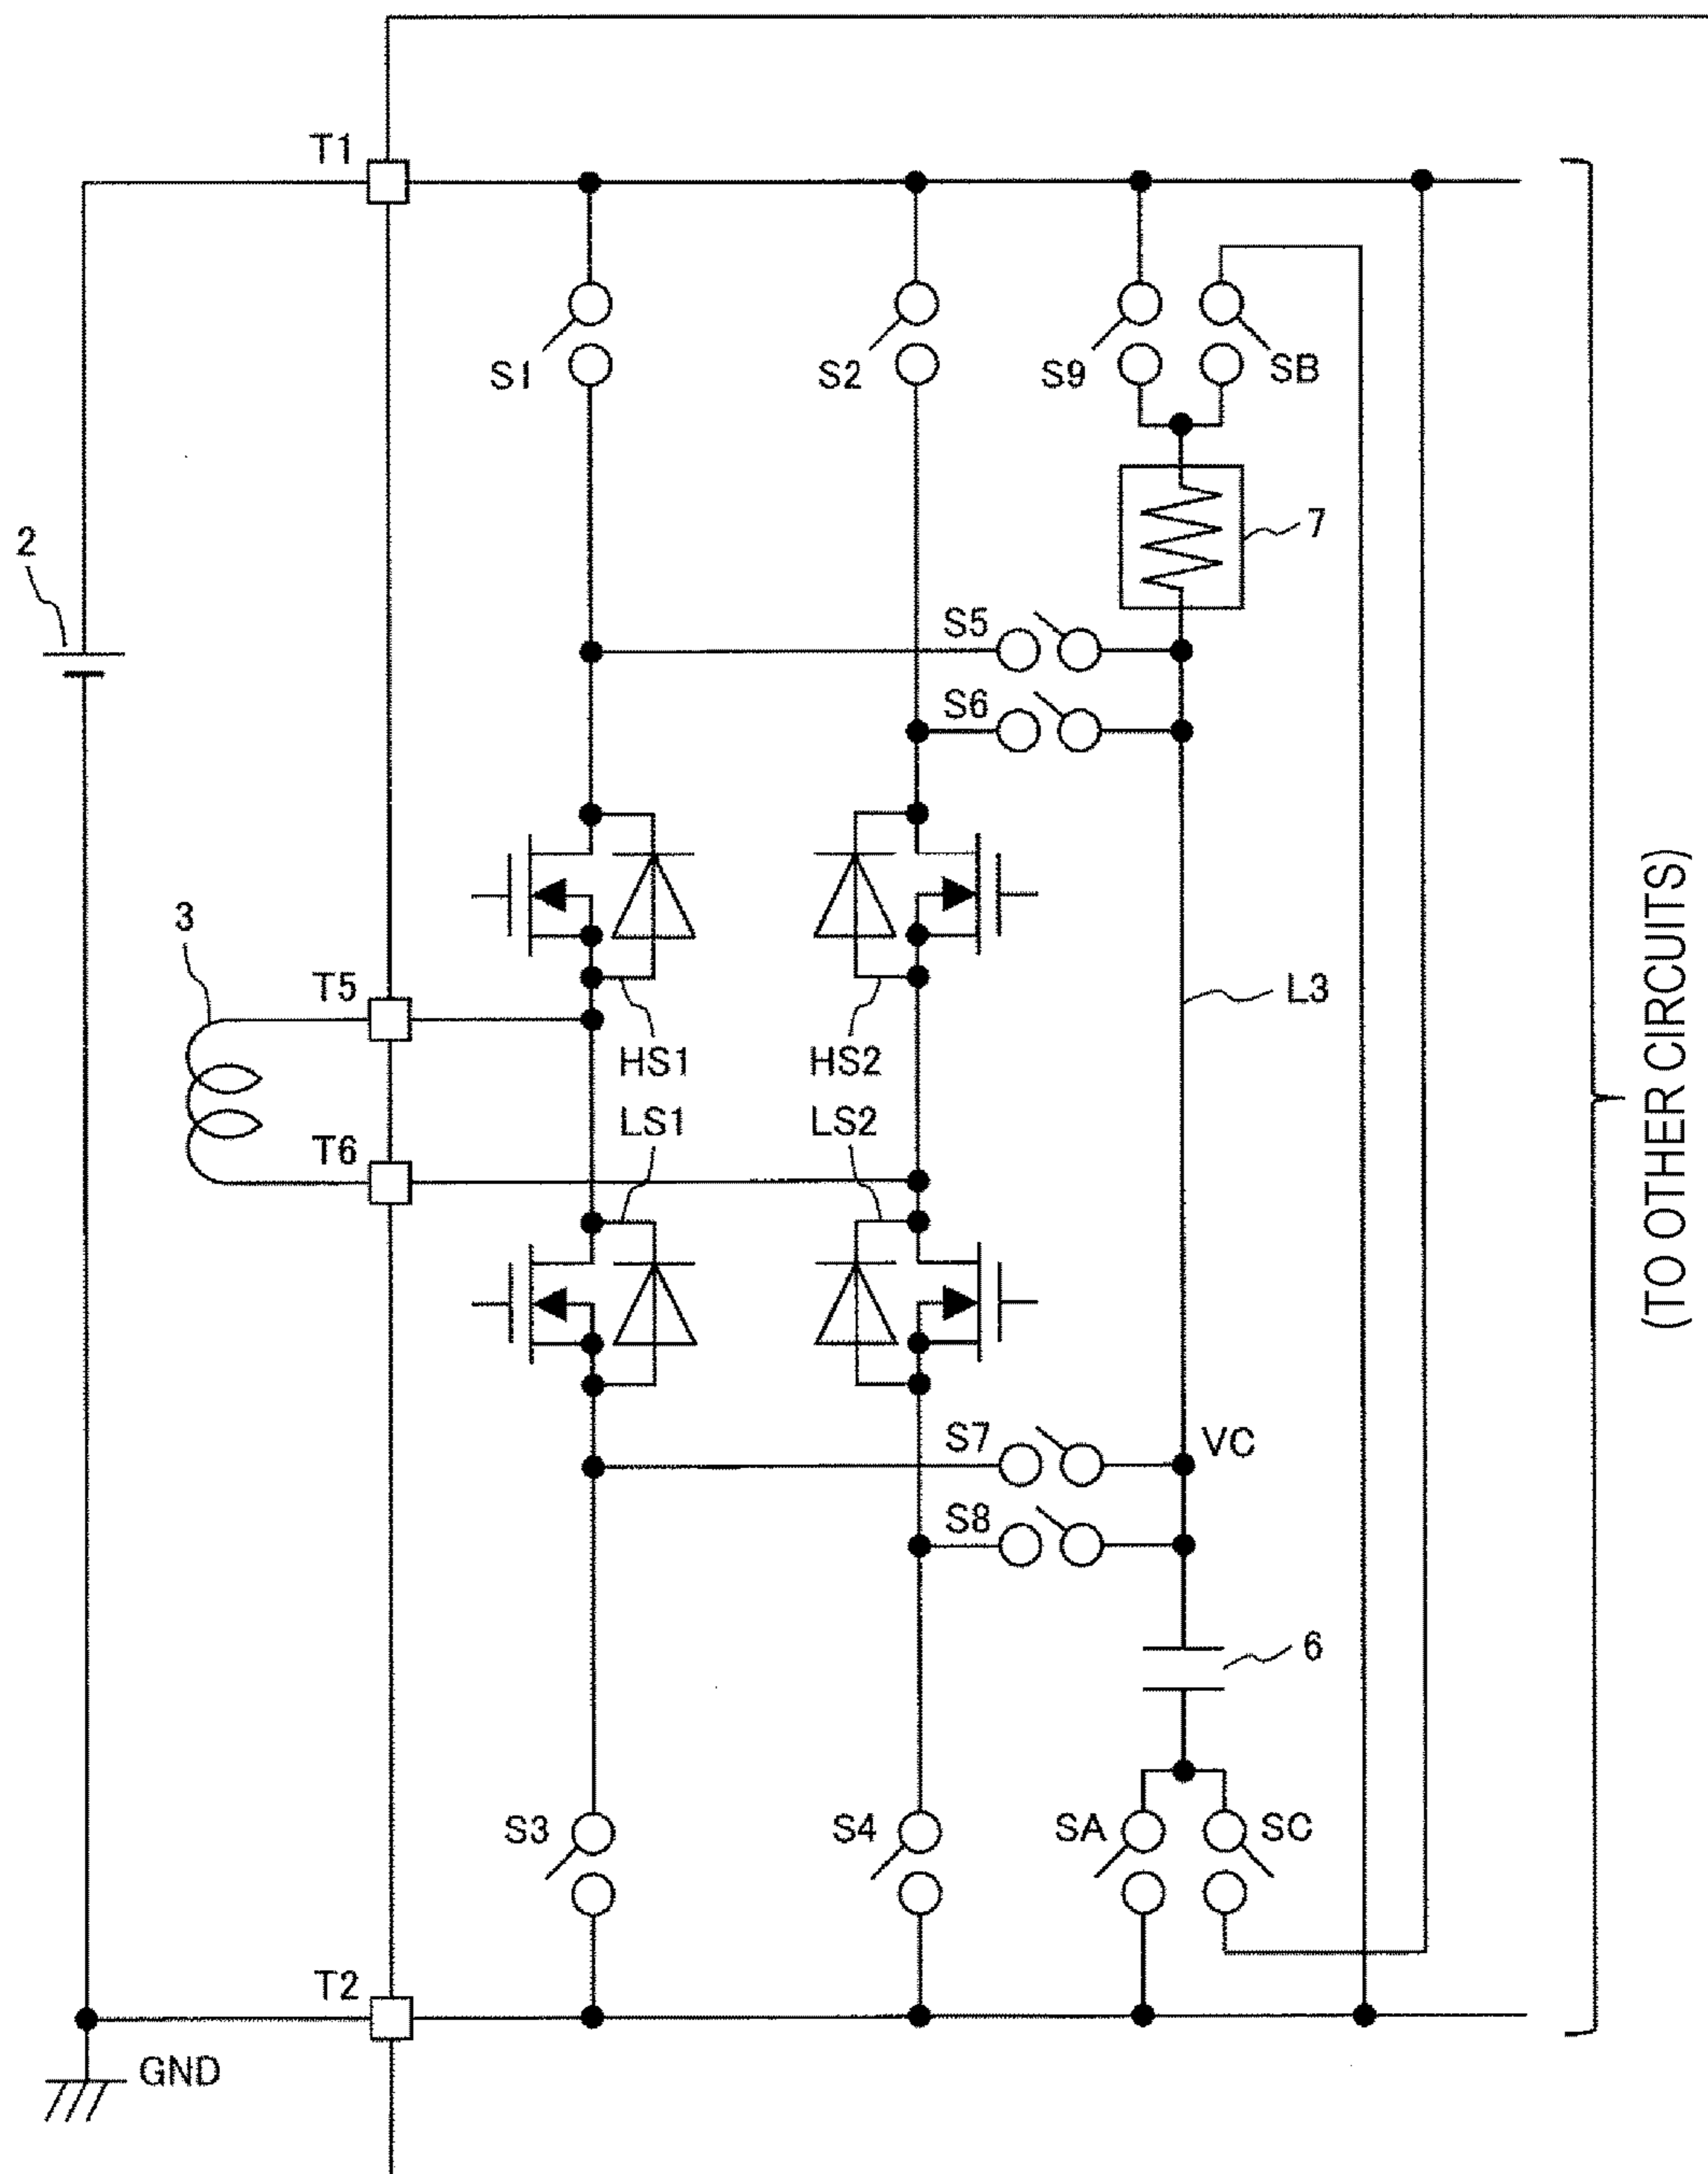 T1
S1
S2
S9
SB
2
7
S5
S6
3
T5
L3
HS1
HS2
T6
LS1
LS2
(TO OTHER CIRCUITS)
S7
VC
S8
6
S3
S4
SA
SC
T2
GND